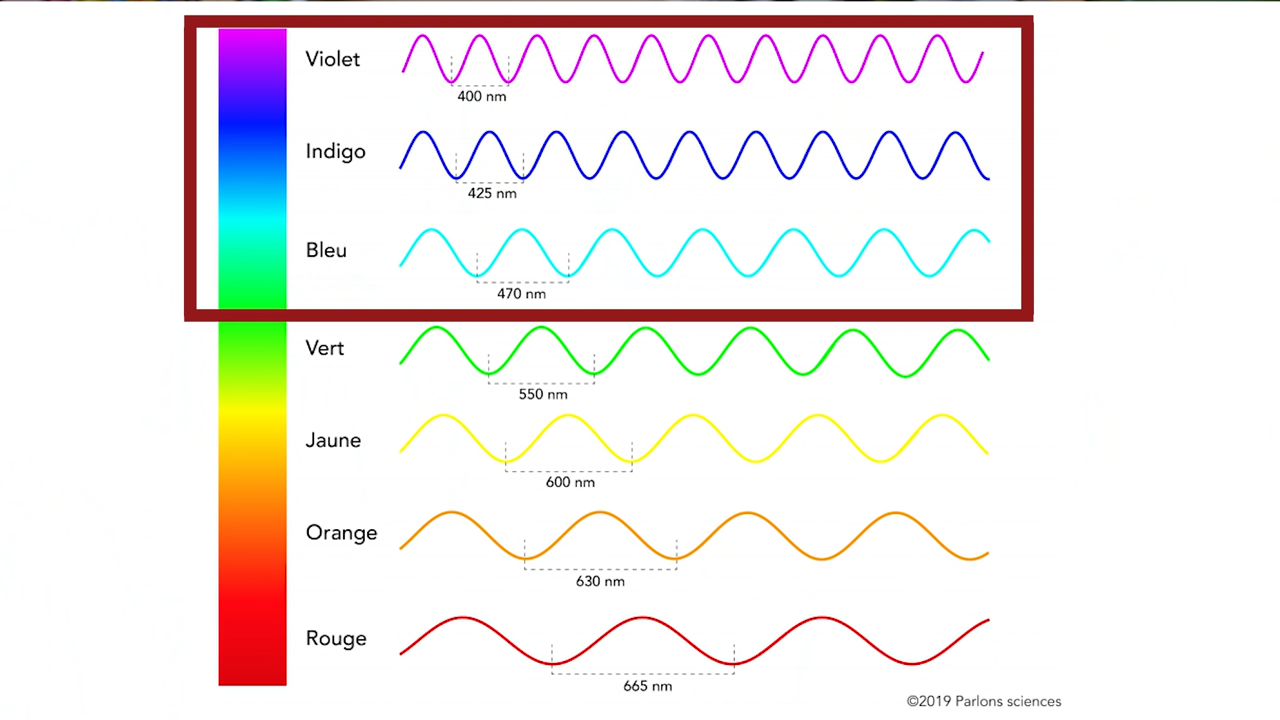 Violet
400 nm
Indigo
425 nm
Bleu
470 nm
Vert
550 nm
Jaune
600 nm
Orange
630 nm
Rouge
665 nm
©2019 Parlons sciences